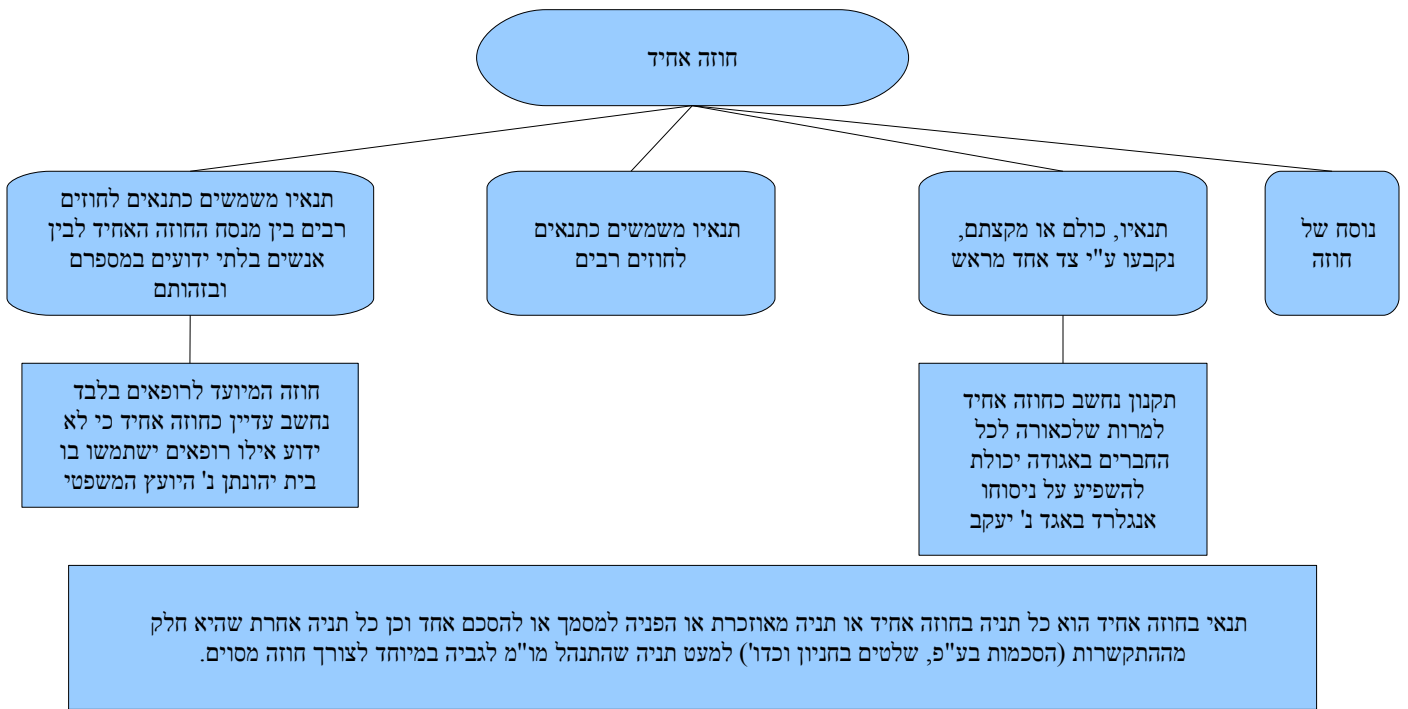 חוזה אחיד
נוסח של
חוזה
תנאיו, כולם או מקצתם,
נקבעו ע"י צד אחד מראש
תנאיו משמשים כתנאים
לחוזים רבים
תנאיו משמשים כתנאים לחוזים
רבים בין מנסח החוזה האחיד לבין
אנשים בלתי ידועים במספרם
ובזהותם
תקנון נחשב כחוזה אחיד
למרות שלכאורה לכל
החברים באגודה יכולת
להשפיע על ניסוחו
אנגלרד באגד נ' יעקב
חוזה המיועד לרופאים בלבד
נחשב עדיין כחוזה אחיד כי לא
ידוע אילו רופאים ישתמשו בו
בית יהונתן נ' היועץ המשפטי
תנאי בחוזה אחיד הוא כל תניה בחוזה אחיד או תניה מאוזכרת או הפניה למסמך או להסכם אחד וכן כל תניה אחרת שהיא חלק
מההתקשרות (הסכמות בע"פ, שלטים בחניון וכדו') למעט תניה שהתנהל מו"מ לגביה במיוחד לצורך חוזה מסוים.